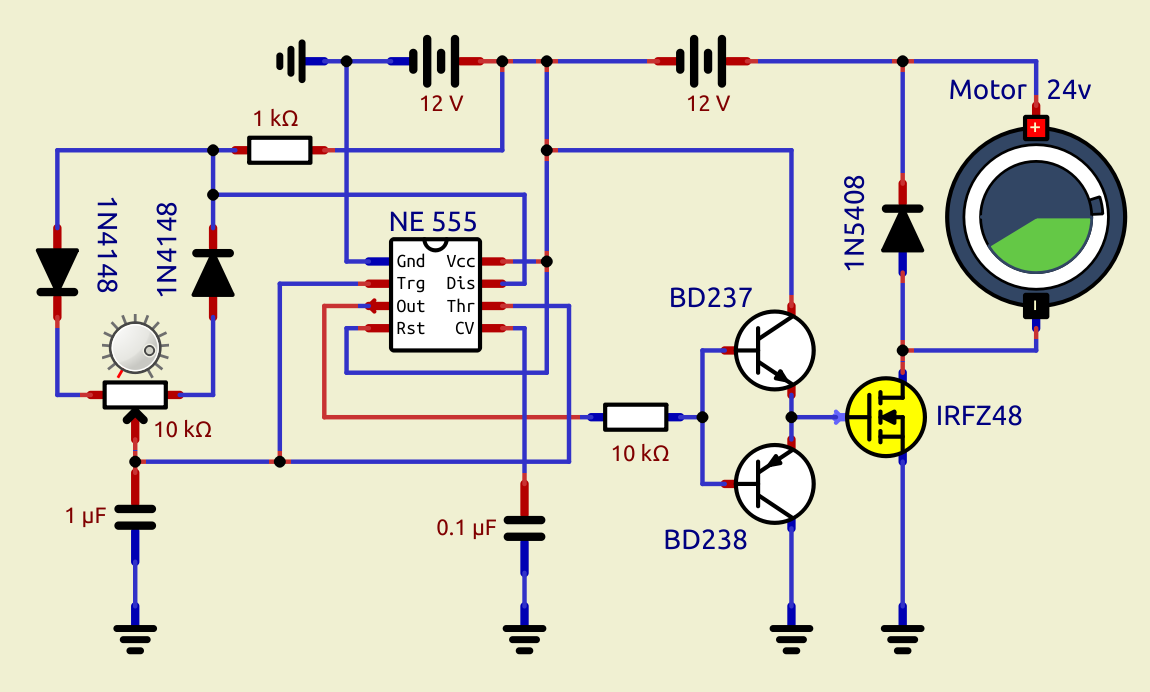 12 V
12 V
Motor 24v
+
1 kΩ
1N4148
1N4148
1N5408
NE 555
Gnd Vcc
Trg Dis
Out Thr
Rst CV
BD237
10 kΩ
IRFZ48
10 kΩ
1 µF
0.1 µF
BD238